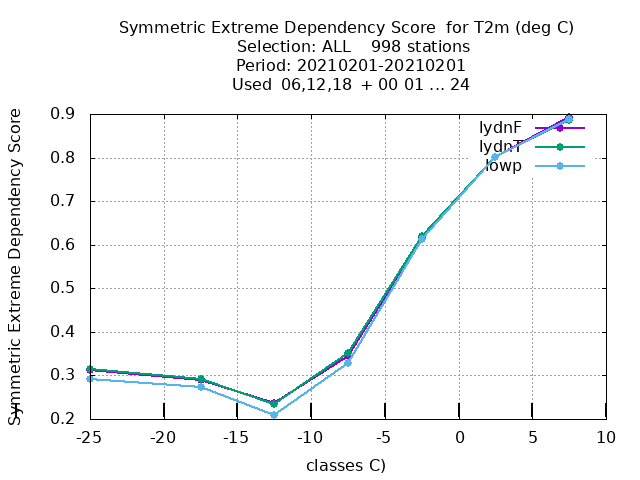 Symmetric Extreme Dependency Score for T2m (deg C)
Selection: ALL 998 stations
Period: 20210201-20210201
Used 06,12,18 + 00 01 ... 24
Symmetric Extreme Dependency Score
y
0.9
0.8
0.7
0.6
0.5
0.4
0.3
0.2
lydnF
lydnT
lowp
-25
-20
-15
-10
-5
0
5
10
classes C)